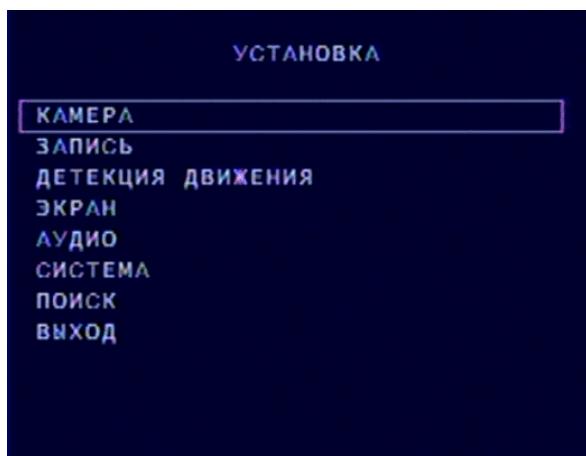 УСТАНОВКА
КАМЕРА
ЗАПИСЬ
ДЕТЕКЦИЯ ДВИЖЕНИЯ
ЭКРАН
АУДИО
СИСТЕМА
ПОИСК
ВЫХОД